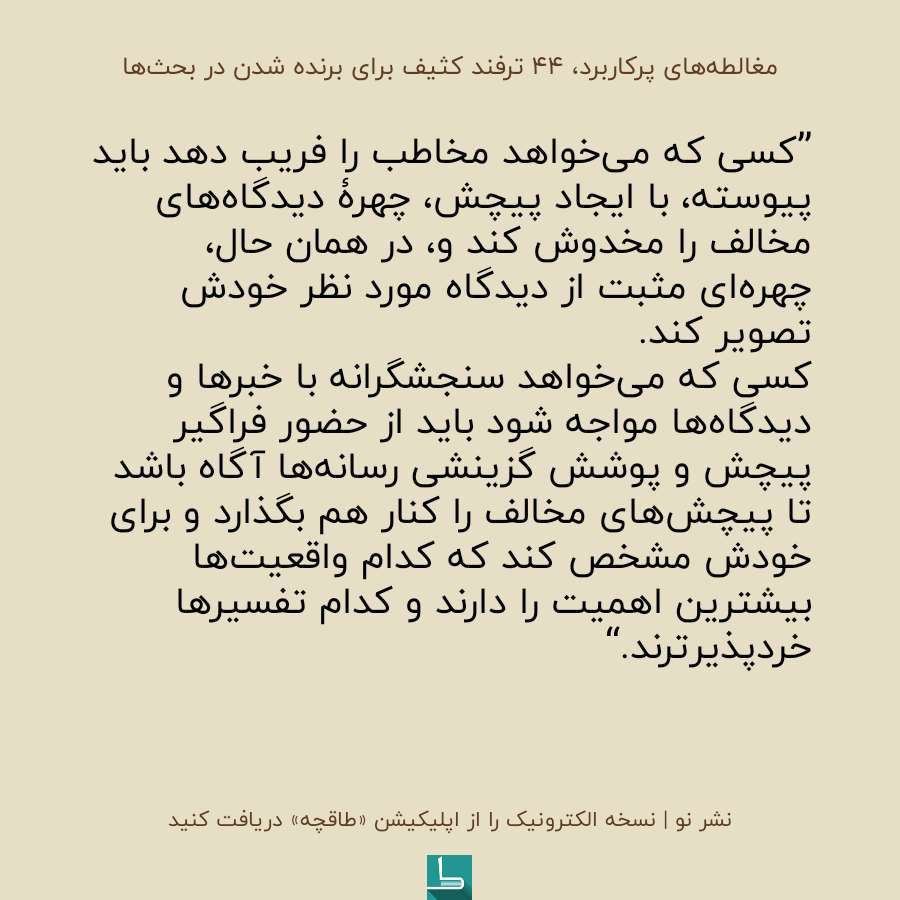 مغالطه‌های پرکاربرد، ۴۴ ترفند کثیف برای برنده شدن در بحث‌ها
”کسی که می‌خواهد مخاطب را فریب دهد باید
پیوسته، با ایجاد پیچش، چهرهٔ دیدگاه‌های
مخالف را مخدوش کند و، در همان حال،
چهره‌ای مثبت از دیدگاه مورد نظر خودش
تصویر کند.
کسی که می‌خواهد سنجشگرانه با خبرها و
دیدگاه‌ها مواجه شود باید از حضور فراگیر
پیچش و پوشش گزینشی رسانه‌ها آگاه باشد
تا پیچش‌های مخالف را کنار هم بگذارد و برای
خودش مشخص کند که کدام واقعیت‌ها
بیشترین اهمیت را دارند و کدام تفسیرها
خردپذیرترند.“
نشر نو | نسخه الکترونیک را از اپلیکیشن «طاقچه» دریافت کنید